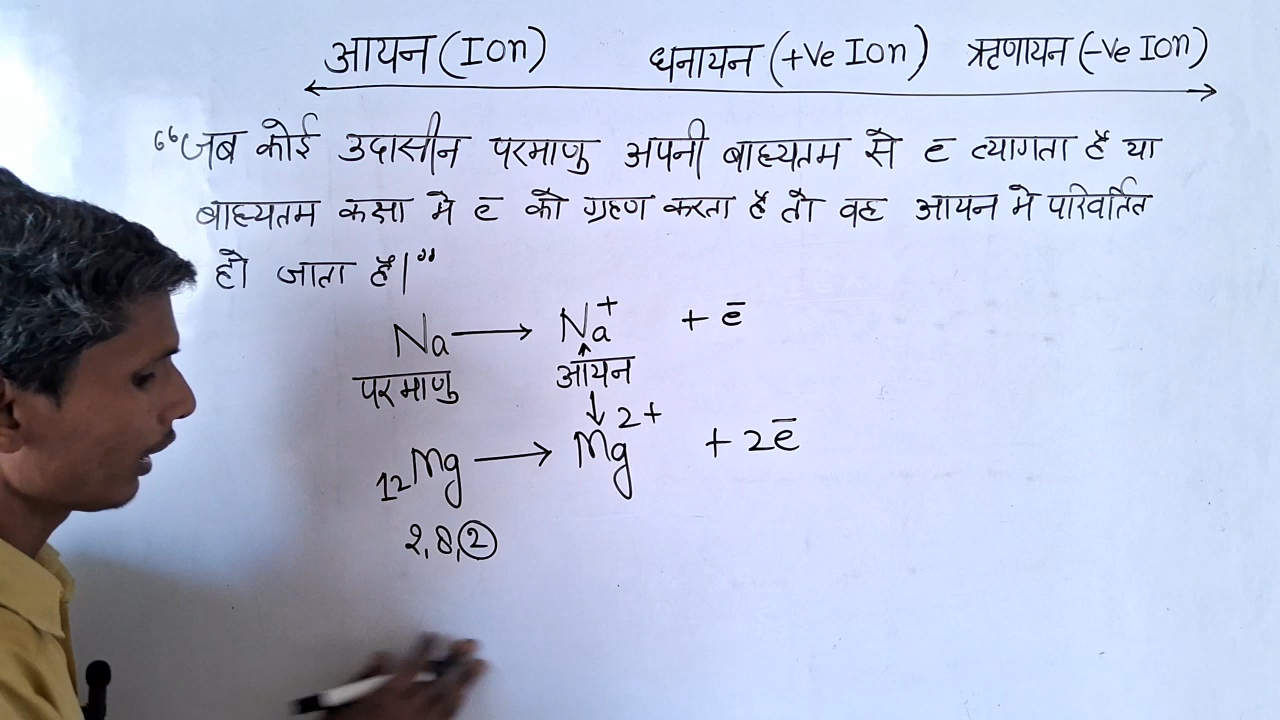 आयन (Ion) धनायन (+Ve Ion) ऋणायन (-Ve Ion)
“जब कोई उदासीन परमाणु अपनी बाह्यतम से e त्यागता है या
बाह्यतम कक्षा मे e को ग्रहण करता है तो वह आयन मे परिवर्तित
हो जाता है।”
Na ⟶ Na⁺ + e̅
परमाणु आयन
₁₂Mg ⟶ Mg²⁺ + 2e̅
2,8,2